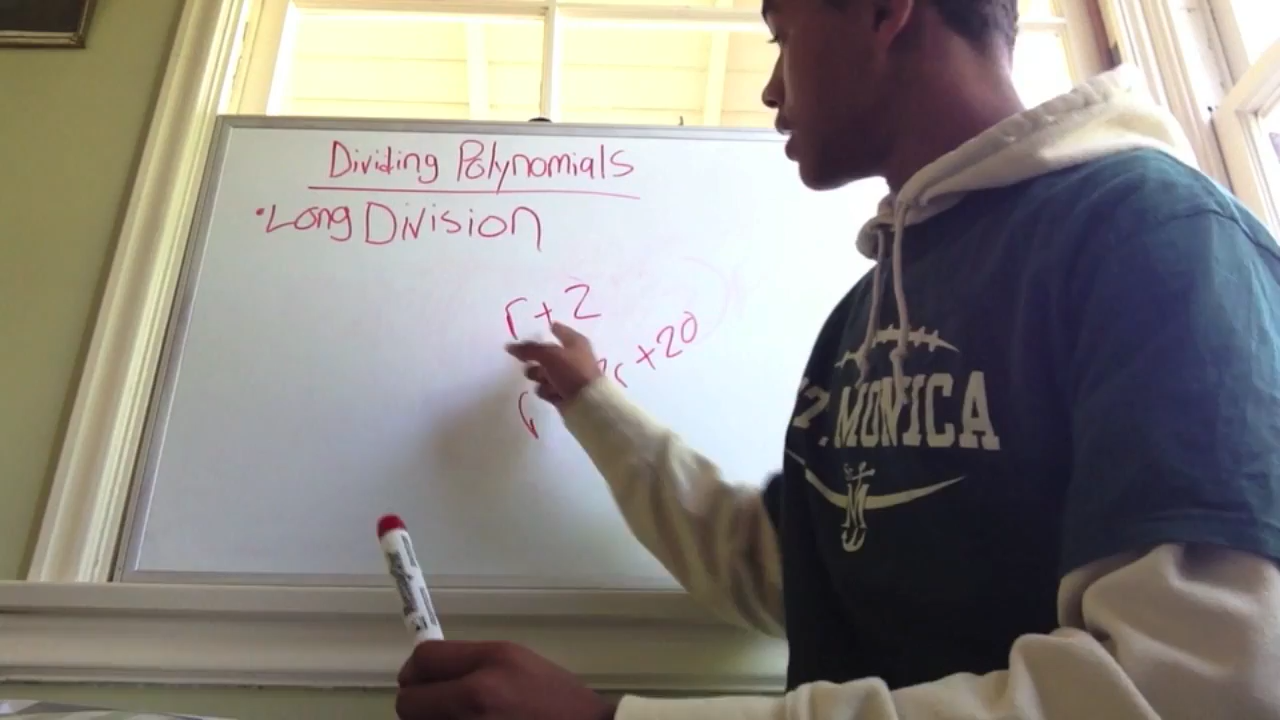 Dividing Polynomials
•Long Division
r+2
r +20
r
MONICA
M